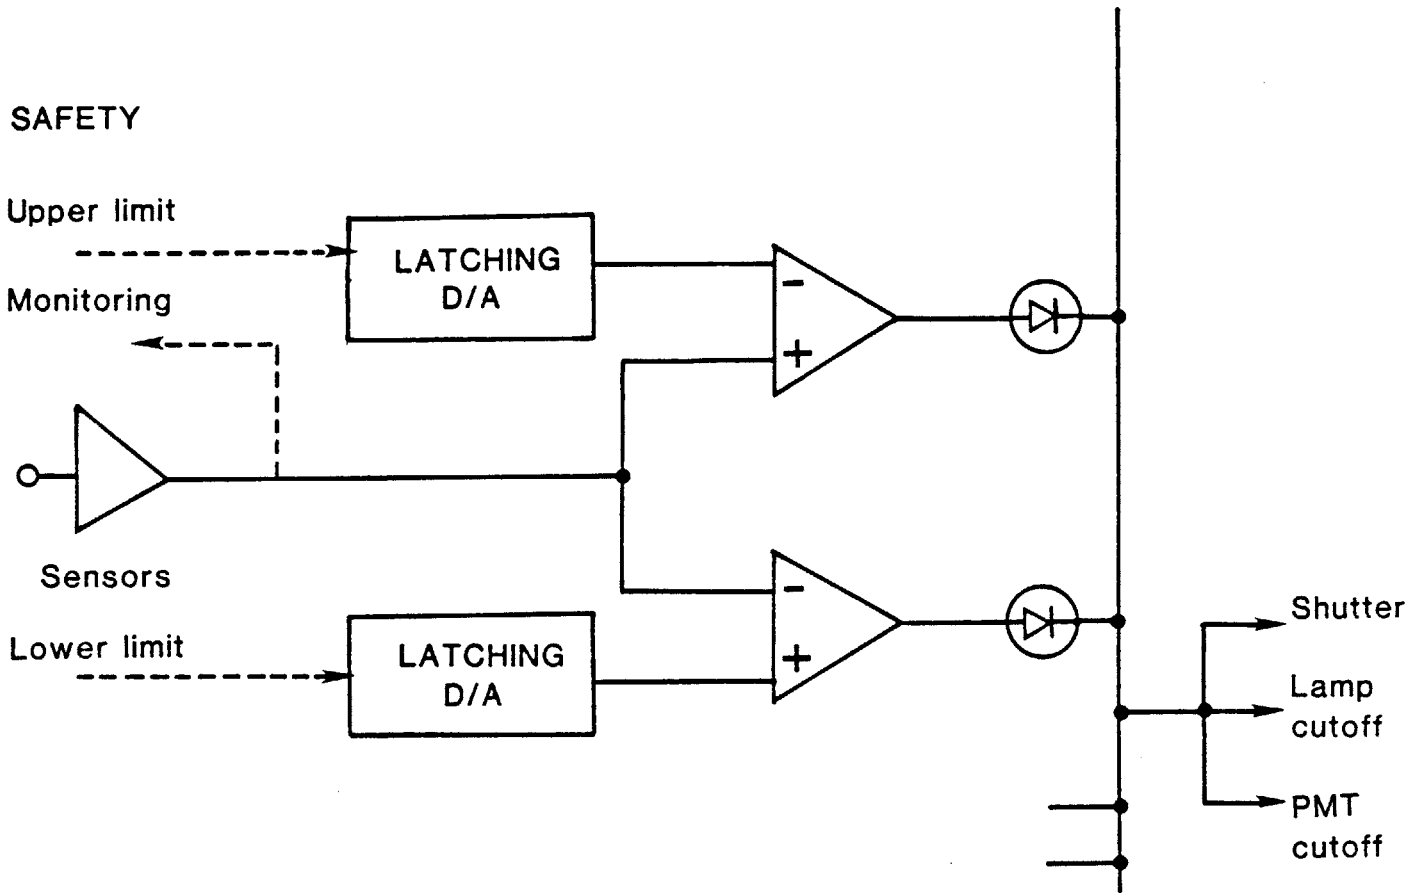 SAFETY
Upper limit
LATCHING
D/A
Monitoring
-
+
Sensors
Lower limit
LATCHING
D/A
-
+
Shutter
Lamp
cutoff
PMT
cutoff